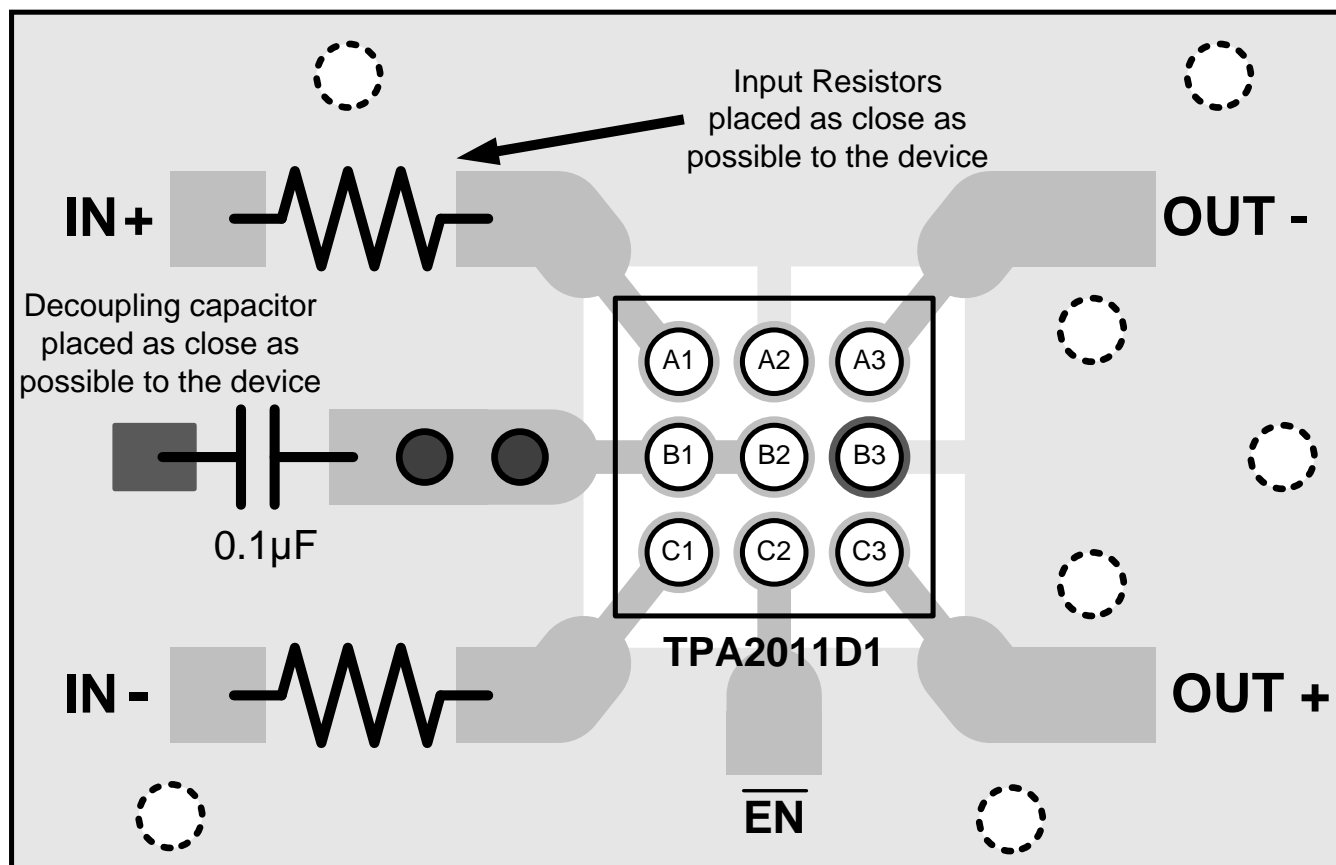 Input Resistors
placed as close as
possible to the device
IN+
OUT -
Decoupling capacitor
placed as close as
possible to the device
A1
A2
A3
B1
B2
B3
0.1µF
C1
C2
C3
TPA2011D1
IN-
OUT +
E̅N̅